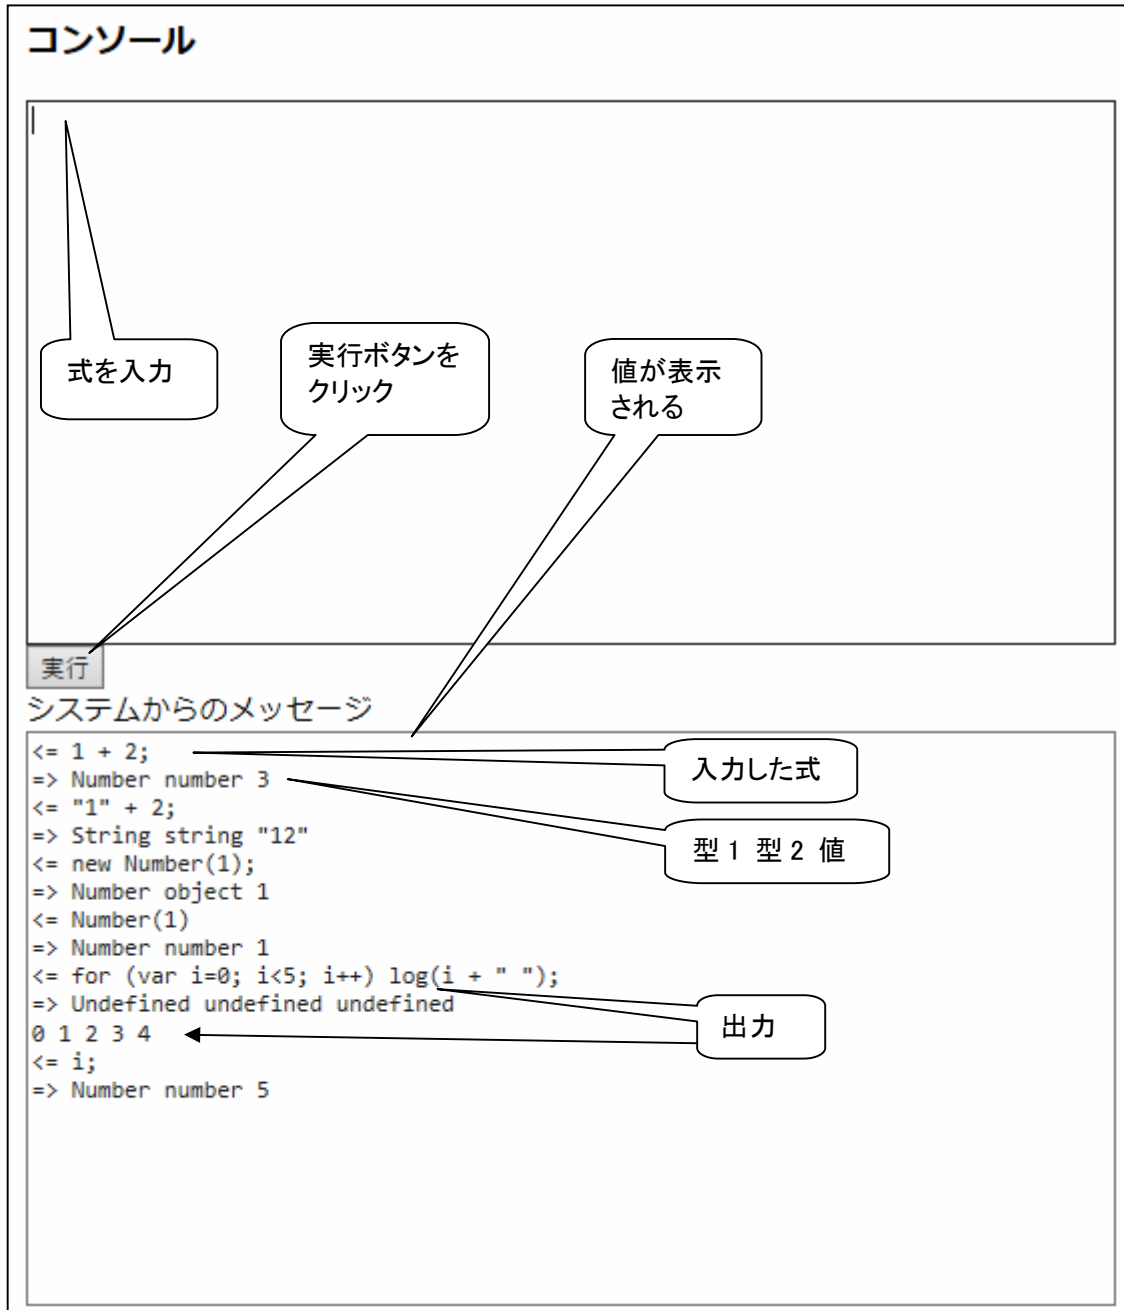 コンソール
式を入力
実行ボタンを
クリック
値が表示
される
実行
システムからのメッセージ
<= 1 + 2;
入力した式
=> Number number 3
<= "1" + 2;
=> String string "12"
型1 型2 値
<= new Number(1);
=> Number object 1
<= Number(1)
=> Number number 1
<= for (var i=0; i<5; i++) log(i + " ");
=> Undefined undefined undefined
出力
0 1 2 3 4
<= i;
=> Number number 5